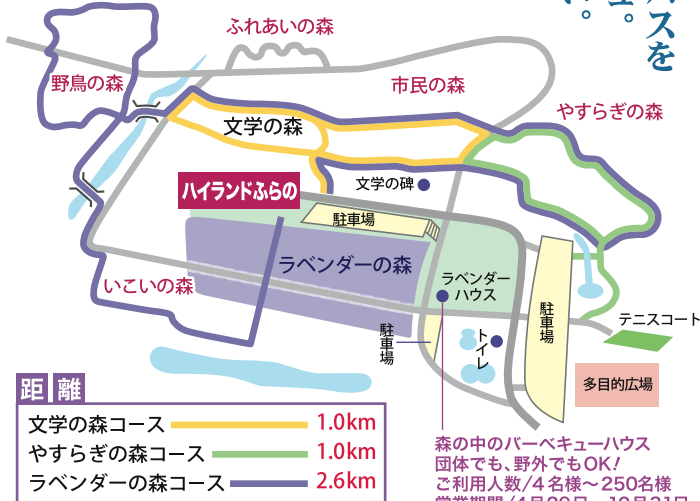 バスを
ふれあいの森
野鳥の森
市民の森
やすらぎの森
文学の森
文学の碑
ハイランドふらの
駐車場
ラベンダーの森
ラベンダー
ハウス
いこいの森
駐車場
駐車場
トイレ
テニスコート
多目的広場
距離
文学の森コース 1.0km
やすらぎの森コース 1.0km
ラベンダーの森コース 2.6km
森の中のバーベキューハウス
団体でも、野外でもOK!
ご利用人数/4名様〜250名様